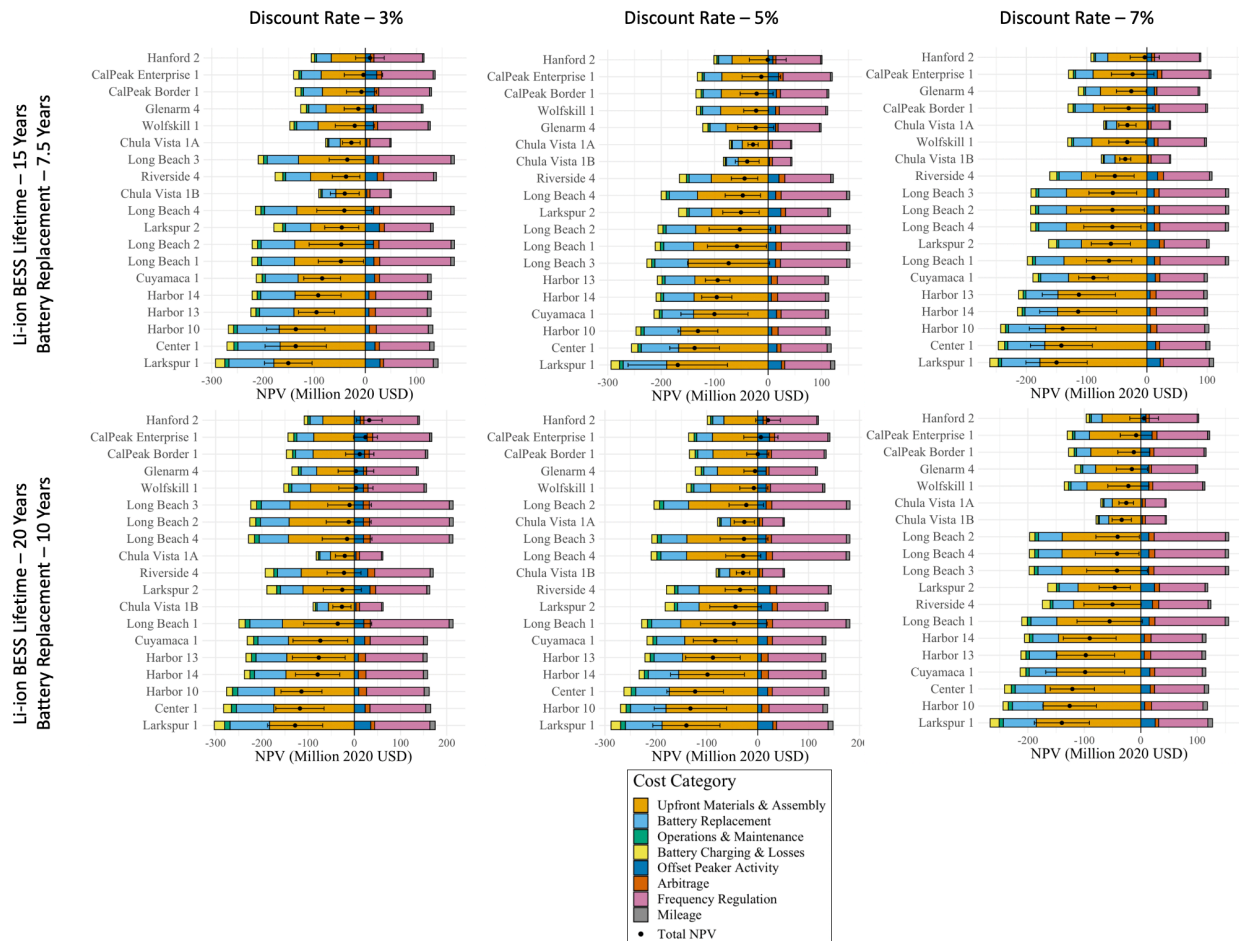 Discount Rate – 3%
Discount Rate – 5%
Discount Rate – 7%
Li-ion BESS Lifetime – 15 Years
Battery Replacement – 7.5 Years
Hanford 2
CalPeak Enterprise 1
CalPeak Border 1
Glenarm 4
Wolfskill 1
Chula Vista 1A
Long Beach 3
Riverside 4
Chula Vista 1B
Long Beach 4
Larkspur 2
Long Beach 2
Long Beach 1
Cuyamaca 1
Harbor 14
Harbor 13
Harbor 10
Center 1
Larkspur 1
-300 -200 -100 0 100
NPV (Million 2020 USD)
Hanford 2
CalPeak Enterprise 1
CalPeak Border 1
Wolfskill 1
Glenarm 4
Chula Vista 1A
Chula Vista 1B
Riverside 4
Long Beach 4
Larkspur 2
Long Beach 2
Long Beach 1
Long Beach 3
Harbor 13
Harbor 14
Cuyamaca 1
Harbor 10
Center 1
Larkspur 1
-300 -200 -100 0 100
NPV (Million 2020 USD)
Hanford 2
CalPeak Enterprise 1
Glenarm 4
CalPeak Border 1
Chula Vista 1A
Wolfskill 1
Chula Vista 1B
Riverside 4
Long Beach 3
Long Beach 2
Long Beach 4
Larkspur 2
Long Beach 1
Cuyamaca 1
Harbor 13
Harbor 14
Harbor 10
Center 1
Larkspur 1
-200 -100 0 100
NPV (Million 2020 USD)
Li-ion BESS Lifetime – 20 Years
Battery Replacement – 10 Years
Hanford 2
CalPeak Enterprise 1
CalPeak Border 1
Glenarm 4
Wolfskill 1
Long Beach 3
Long Beach 2
Long Beach 4
Chula Vista 1A
Riverside 4
Larkspur 2
Chula Vista 1B
Long Beach 1
Cuyamaca 1
Harbor 13
Harbor 14
Harbor 10
Center 1
Larkspur 1
-300 -200 -100 0 100 200
NPV (Million 2020 USD)
Hanford 2
CalPeak Enterprise 1
CalPeak Border 1
Glenarm 4
Wolfskill 1
Long Beach 2
Chula Vista 1A
Long Beach 3
Long Beach 4
Chula Vista 1B
Riverside 4
Larkspur 2
Long Beach 1
Cuyamaca 1
Harbor 13
Harbor 14
Center 1
Harbor 10
Larkspur 1
-300 -200 -100 0 100 20
NPV (Million 2020 USD)
Hanford 2
CalPeak Enterprise 1
CalPeak Border 1
Glenarm 4
Wolfskill 1
Chula Vista 1A
Chula Vista 1B
Long Beach 2
Long Beach 4
Long Beach 3
Larkspur 2
Riverside 4
Long Beach 1
Harbor 14
Harbor 13
Cuyamaca 1
Center 1
Harbor 10
Larkspur 1
-200 -100 0 100
NPV (Million 2020 USD)
Cost Category
Upfront Materials & Assembly
Battery Replacement
Operations & Maintenance
Battery Charging & Losses
Offset Peaker Activity
Arbitrage
Frequency Regulation
Mileage
Total NPV